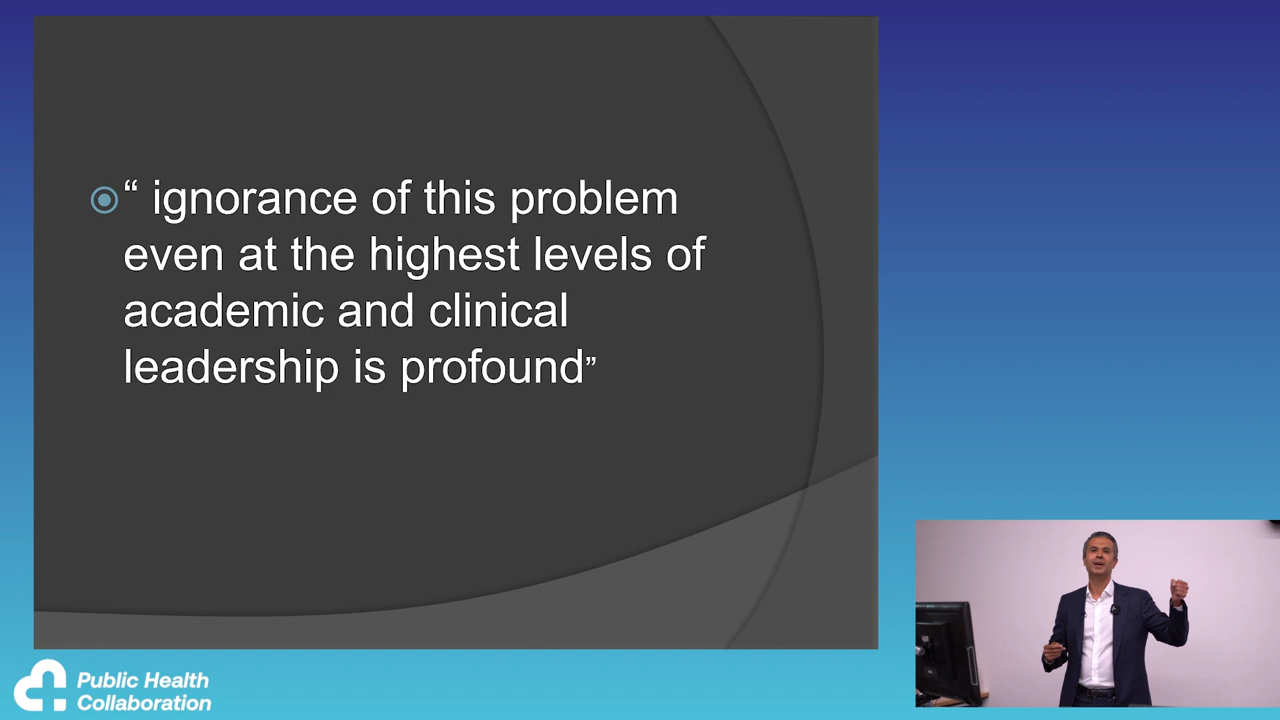 “ ignorance of this problem
even at the highest levels of
academic and clinical
leadership is profound”
Public Health
Collaboration